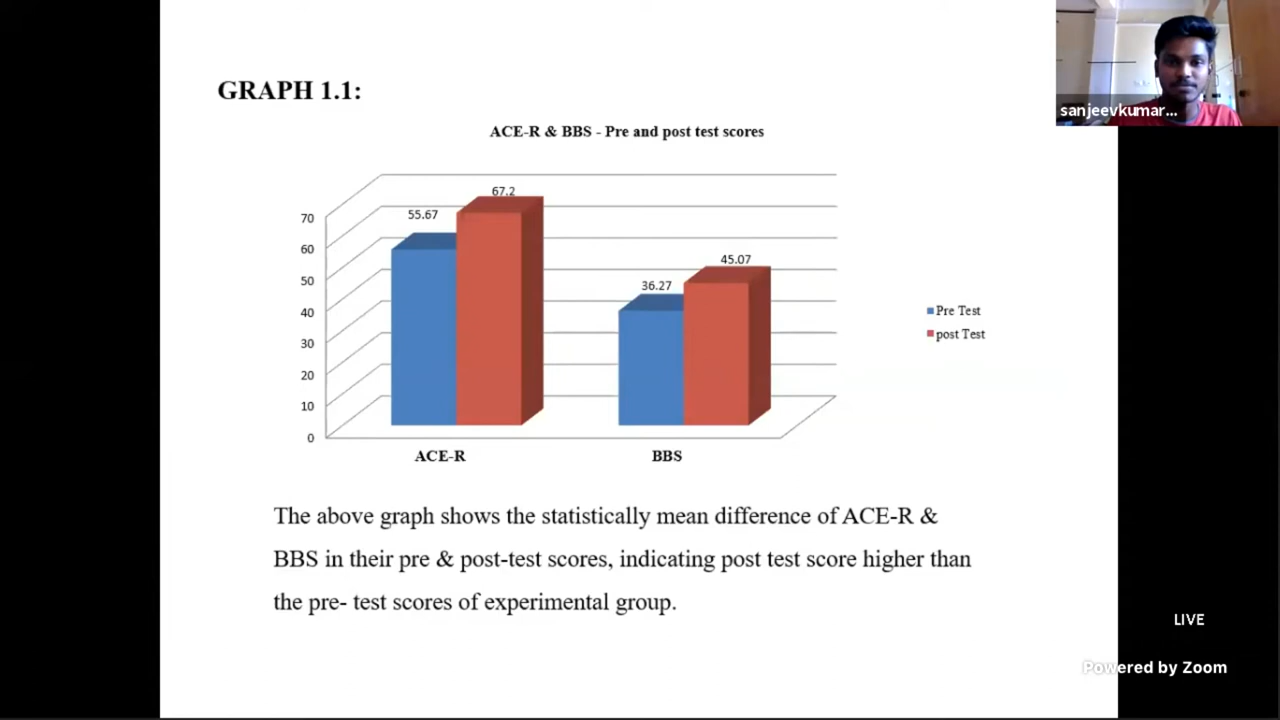 sanjeevkumar...
GRAPH 1.1:
ACE-R & BBS - Pre and post test scores
67.2
55.67
45.07
36.27
70
60
50
40
30
20
10
0
Pre Test
post Test
ACE-R
BBS
The above graph shows the statistically mean difference of ACE-R &
BBS in their pre & post-test scores, indicating post test score higher than
the pre- test scores of experimental group.
LIVE
Powered by Zoom